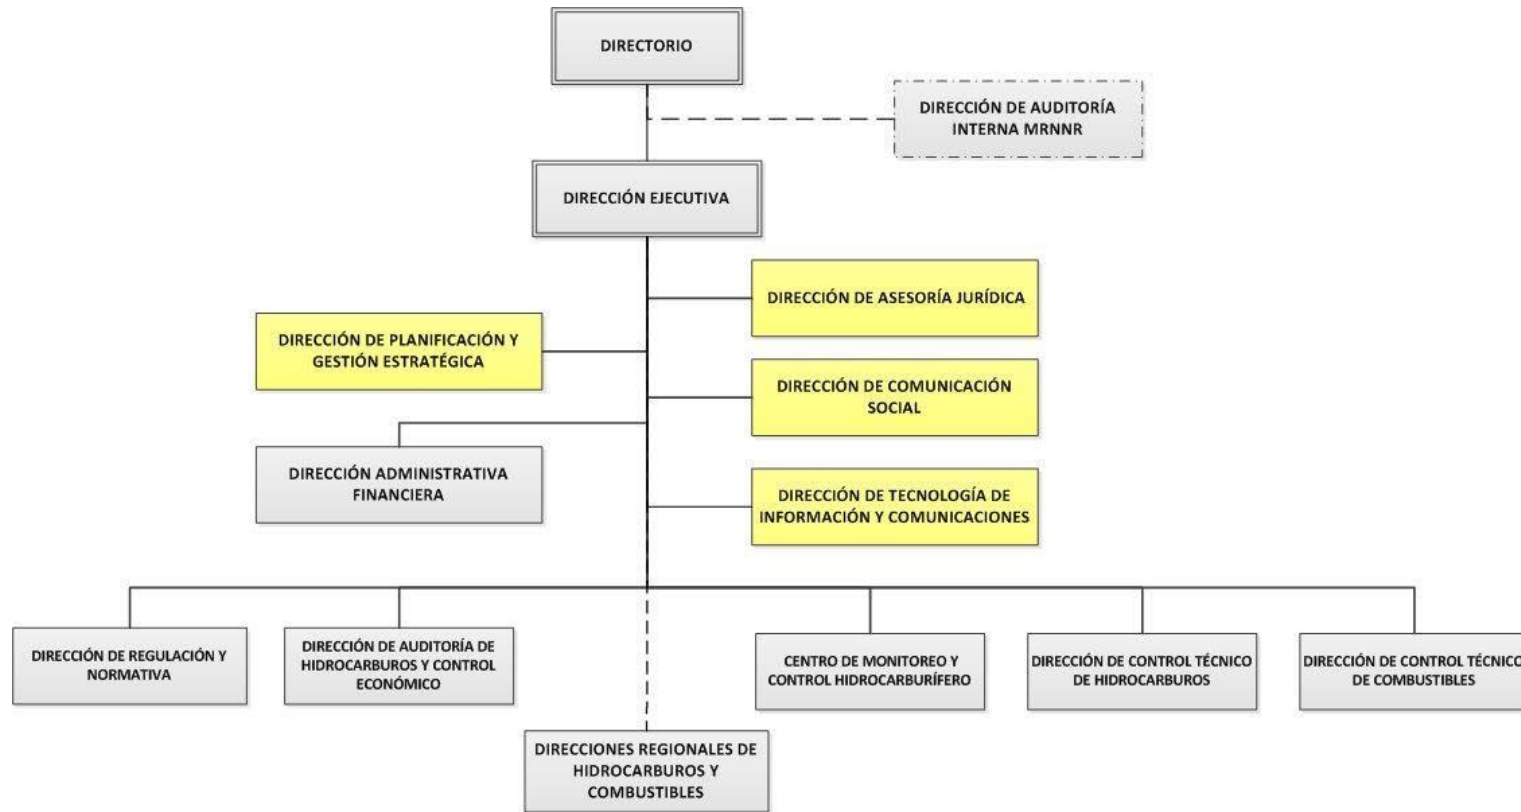 DIRECTORIO
DIRECCIÓN DE AUDITORÍA
INTERNA MRNNR
DIRECCIÓN EJECUTIVA
DIRECCIÓN DE ASESORÍA JURÍDICA
DIRECCIÓN DE PLANIFICACIÓN Y
GESTIÓN ESTRATÉGICA
DIRECCIÓN DE COMUNICACIÓN
SOCIAL
DIRECCIÓN ADMINISTRATIVA
FINANCIERA
DIRECCIÓN DE TECNOLOGÍA DE
INFORMACIÓN Y COMUNICACIONES
DIRECCIÓN DE REGULACIÓN Y
NORMATIVA
DIRECCIÓN DE AUDITORÍA DE
HIDROCARBUROS Y CONTROL
ECONÓMICO
CENTRO DE MONITOREO Y
CONTROL HIDROCARBURÍFERO
DIRECCIÓN DE CONTROL TÉCNICO
DE HIDROCARBUROS
DIRECCIÓN DE CONTROL TÉCNICO
DE COMBUSTIBLES
DIRECCIONES REGIONALES DE
HIDROCARBUROS Y
COMBUSTIBLES